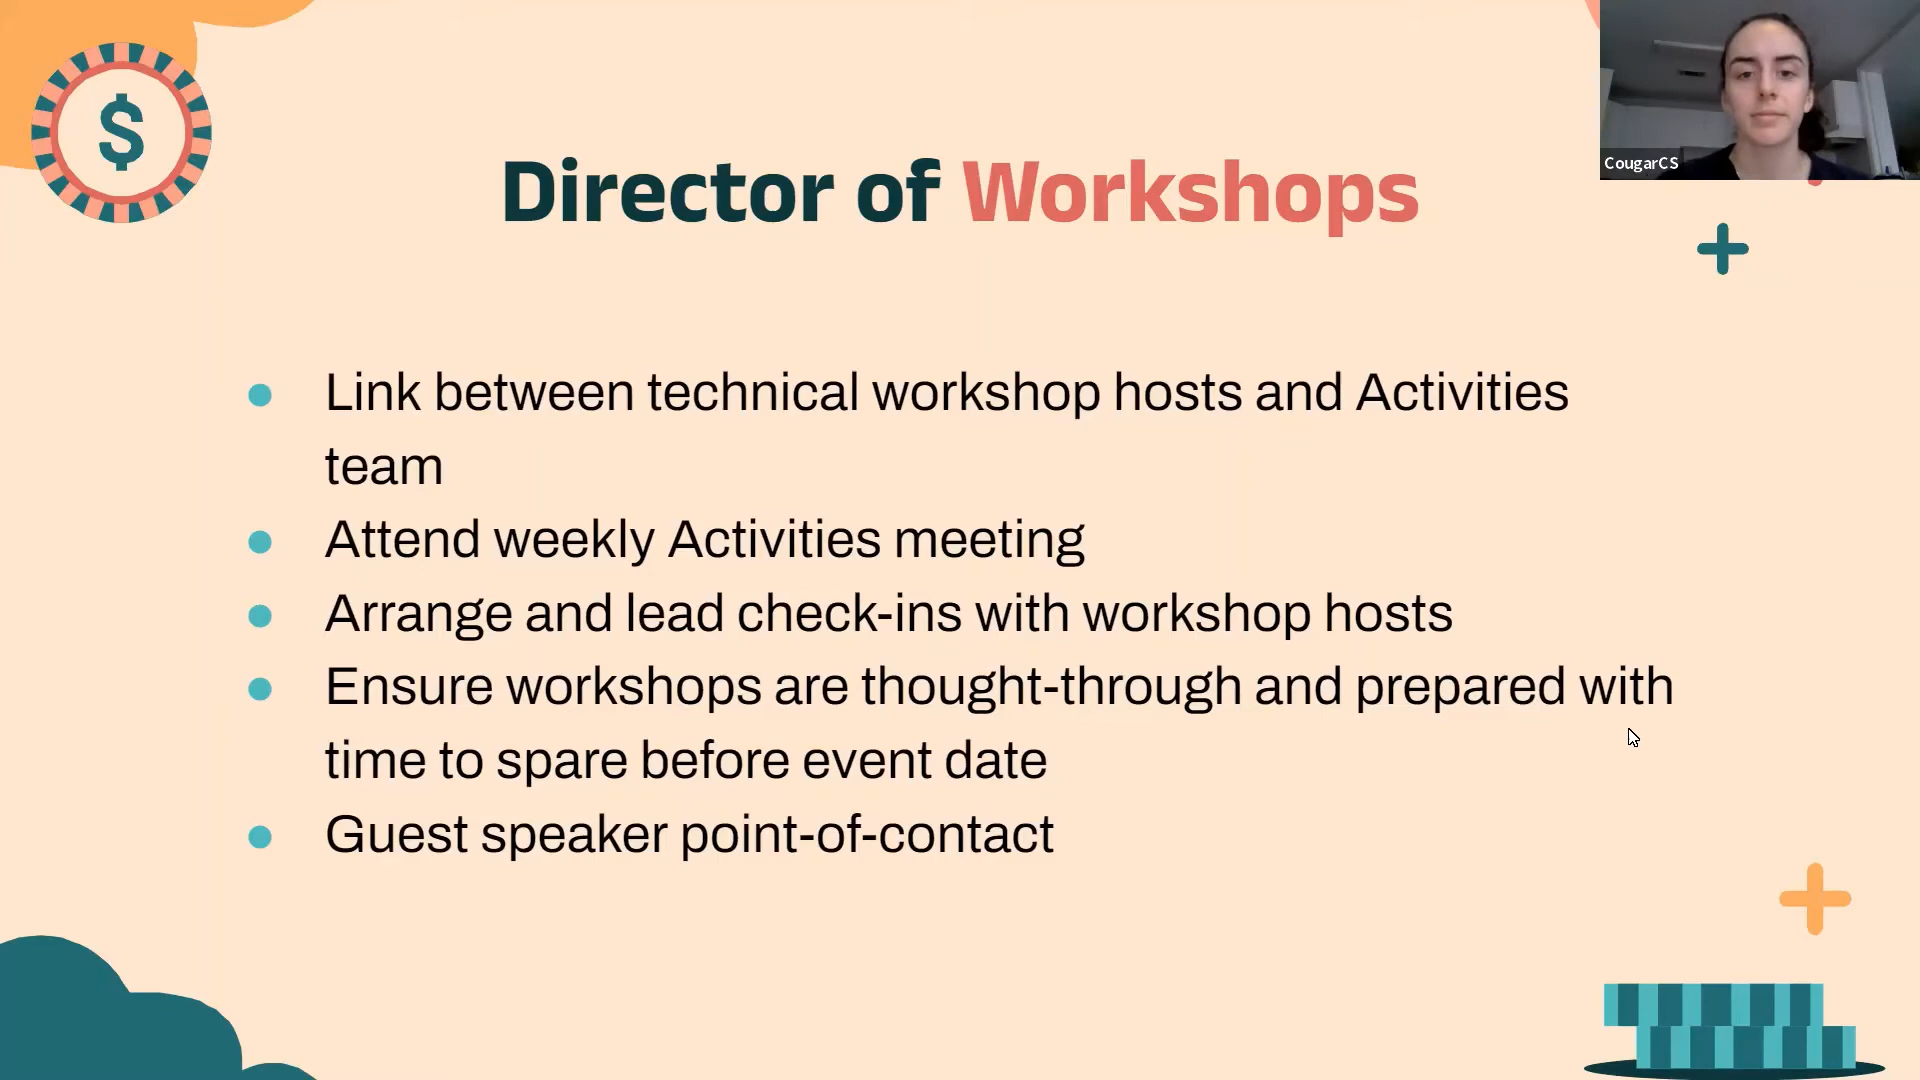 $
CougarCS
Director of Workshops
Link between technical workshop hosts and Activities
team
Attend weekly Activities meeting
Arrange and lead check-ins with workshop hosts
Ensure workshops are thought-through and prepared with
time to spare before event date
Guest speaker point-of-contact